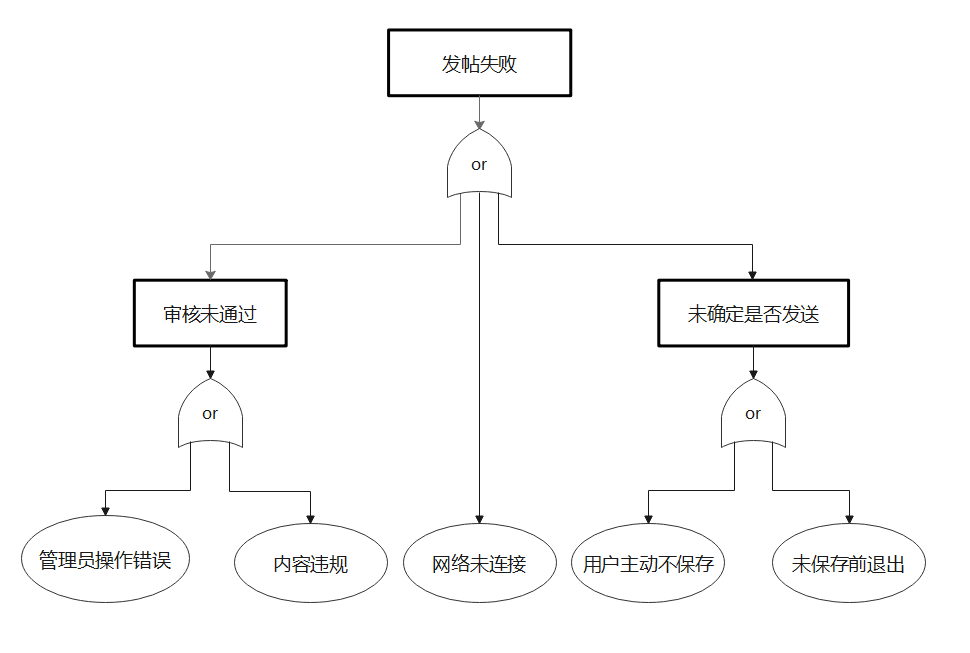 发帖失败
or
审核未通过
未确定是否发送
or
or
管理员操作错误
内容违规
网络未连接
用户主动不保存
未保存前退出